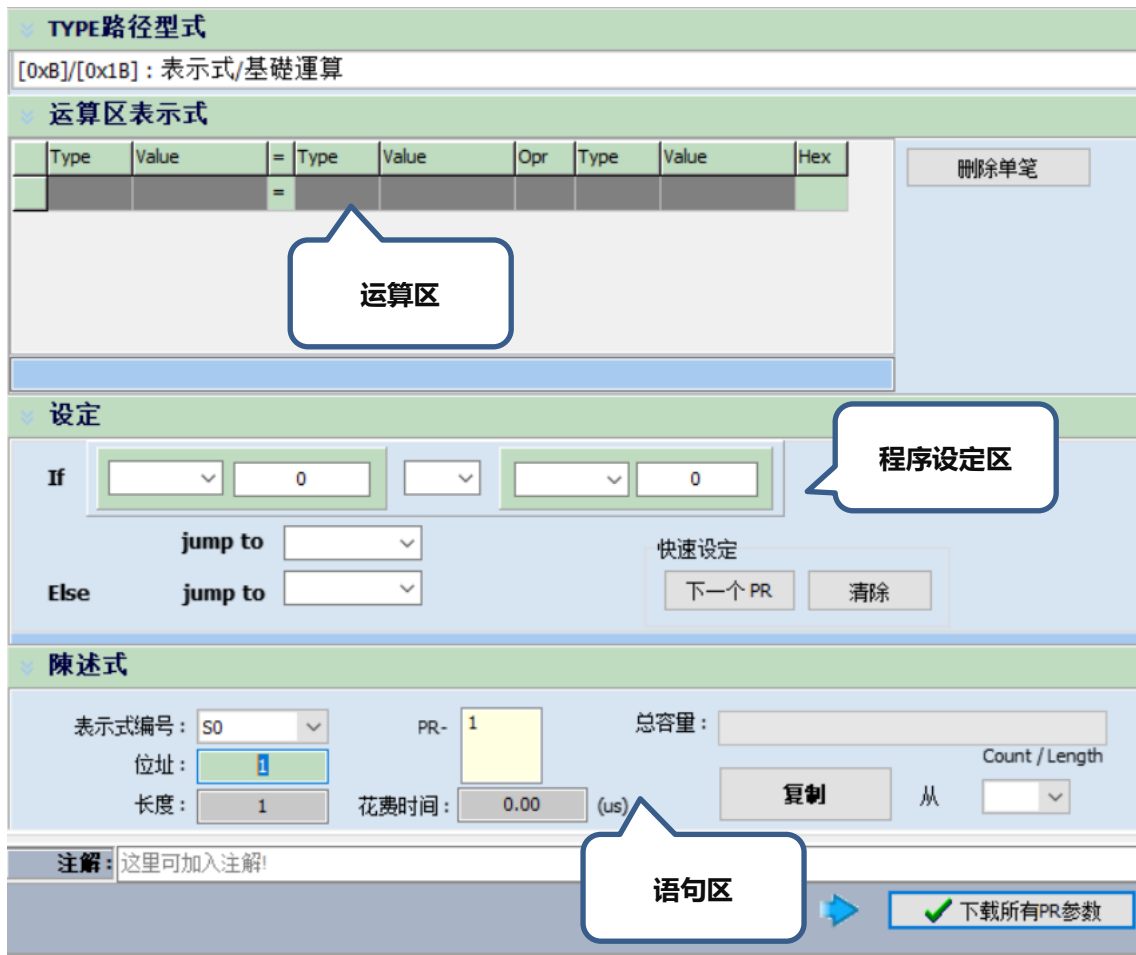 TYPE路径型式
[0xB]/[0x1B] : 表示式/基礎運算
运算区表示式
Type Value = Type Value Opr Type Value Hex
删除单笔
=
运算区
设定
程序设定区
If 0 0
jump to
快速设定
Else jump to
下一个 PR 清除
陳述式
表示式编号 : S0 PR- 1 总容量 :
位址 : 1
Count / Length
长度 : 1 花费时间 : 0.00 (us)
复制 从
注解 : 这里可加入注解!
语句区
下载所有PR参数